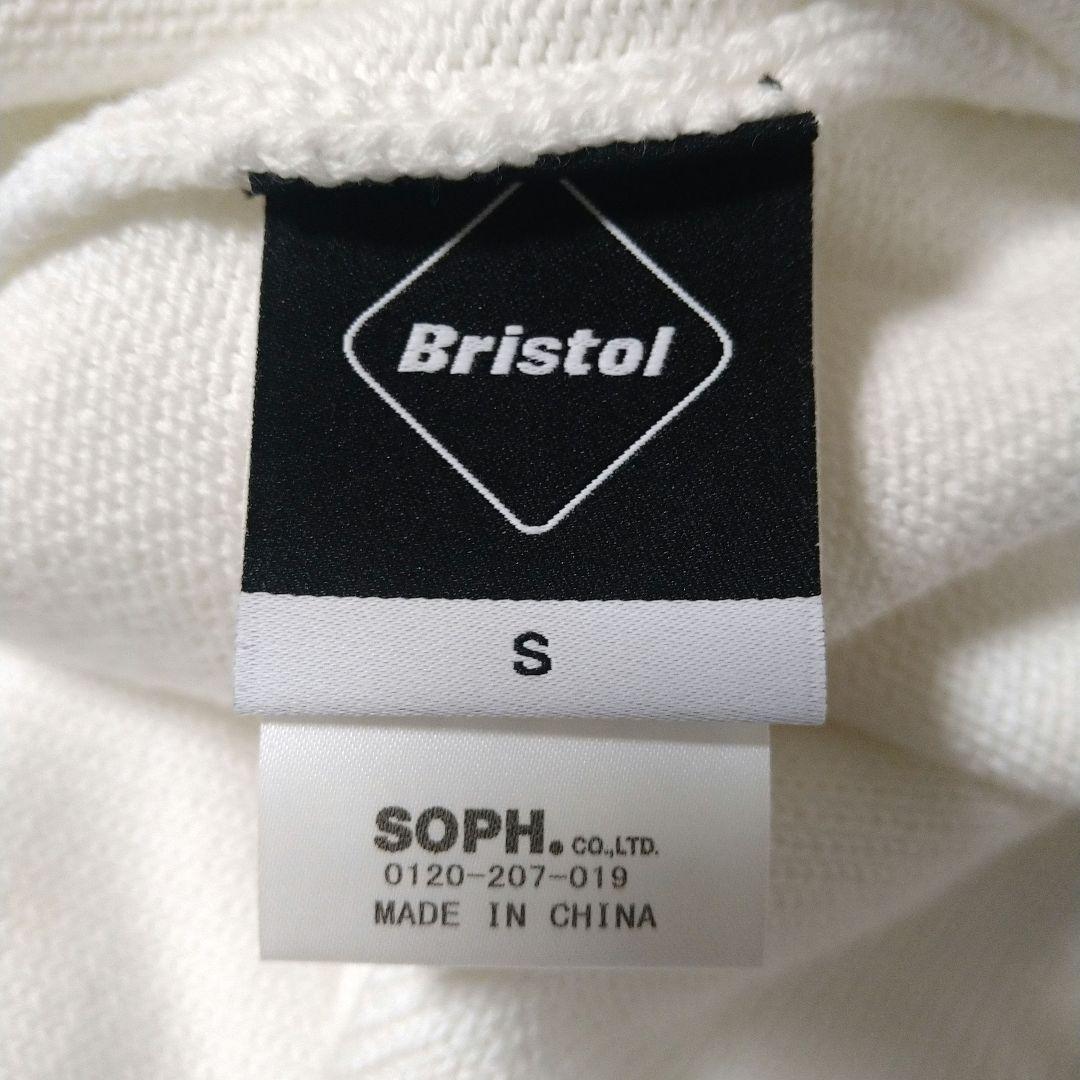 Bristol
S
SOPH. CO.,LTD.
0120-207-019
MADE IN CHINA